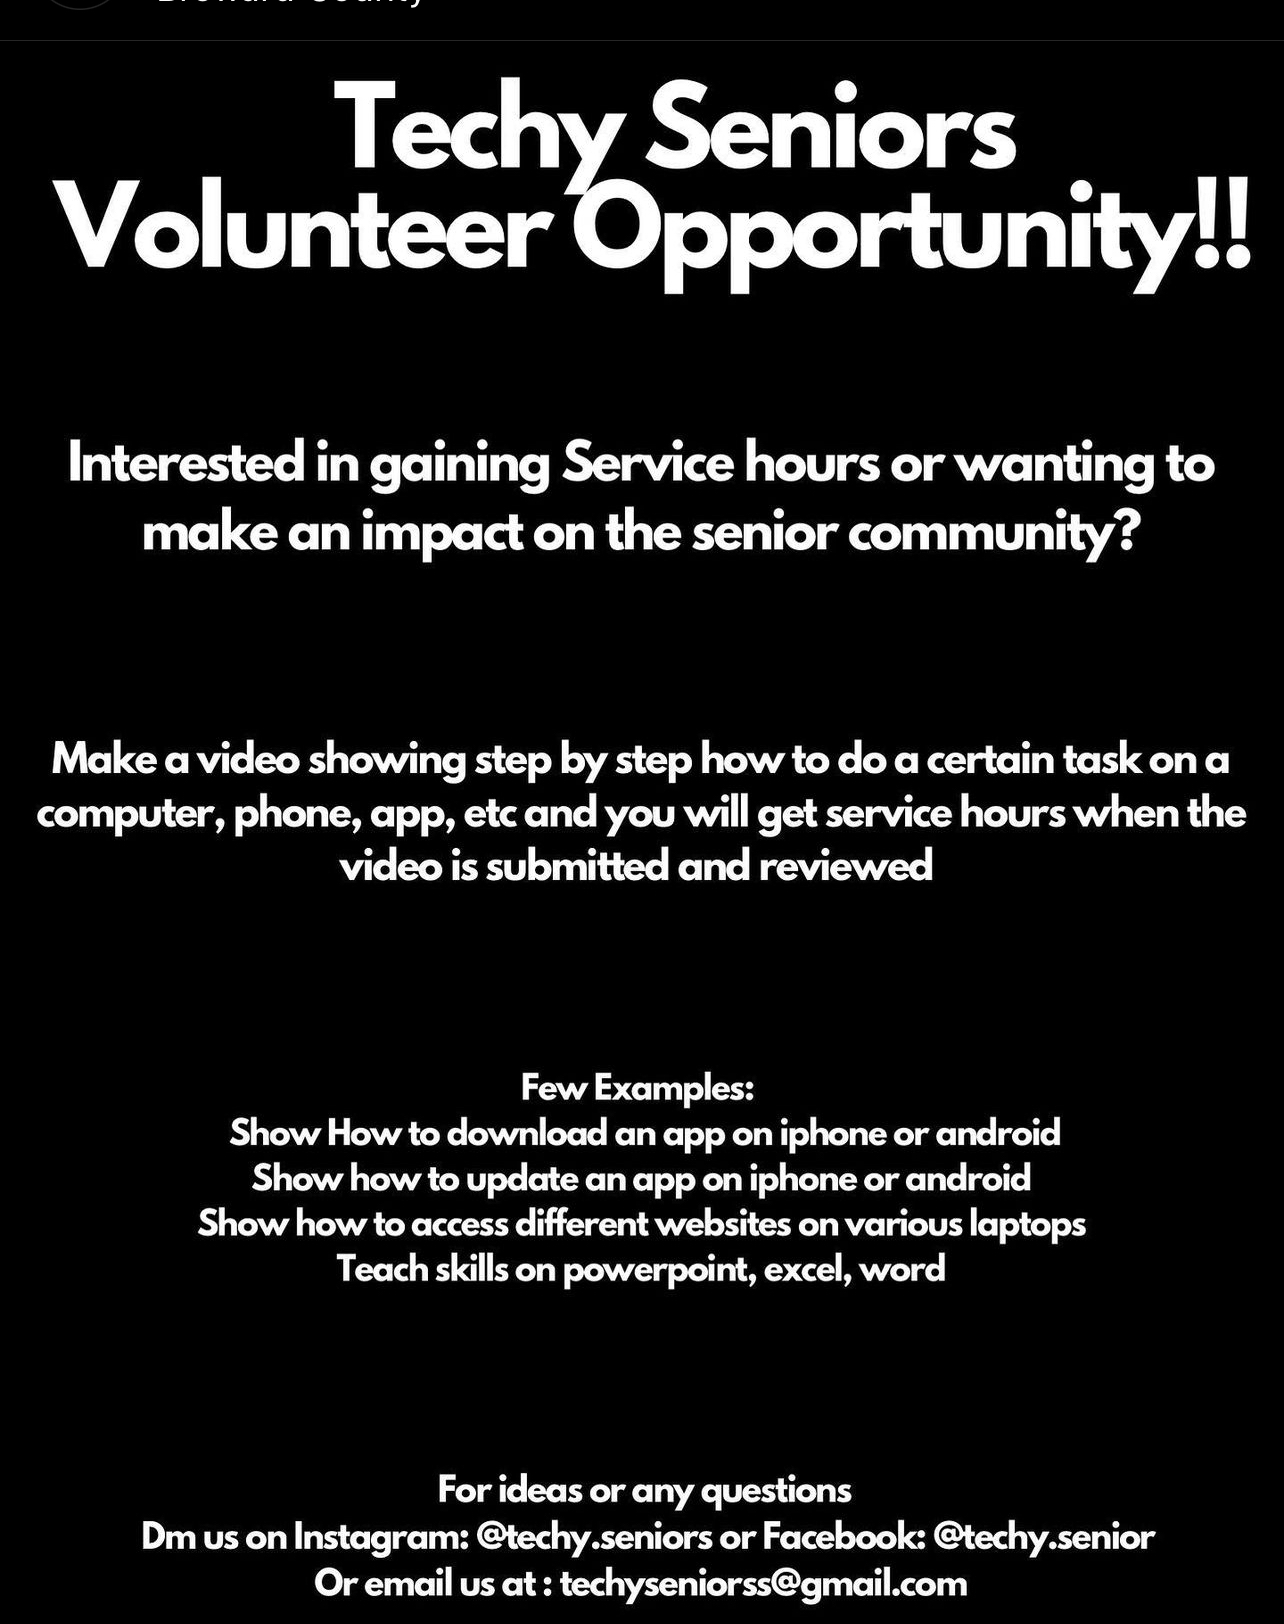 Broward County
Techy Seniors
Volunteer Opportunity!!
Interested in gaining Service hours or wanting to
make an impact on the senior community?
Make a video showing step by step how to do a certain task on a
computer, phone, app, etc and you will get service hours when the
video is submitted and reviewed
Few Examples:
Show How to download an app on iphone or android
Show how to update an app on iphone or android
Show how to access different websites on various laptops
Teach skills on powerpoint, excel, word
For ideas or any questions
Dm us on Instagram: @techy.seniors or Facebook: @techy.senior
Or email us at : techyseniorss@gmail.com